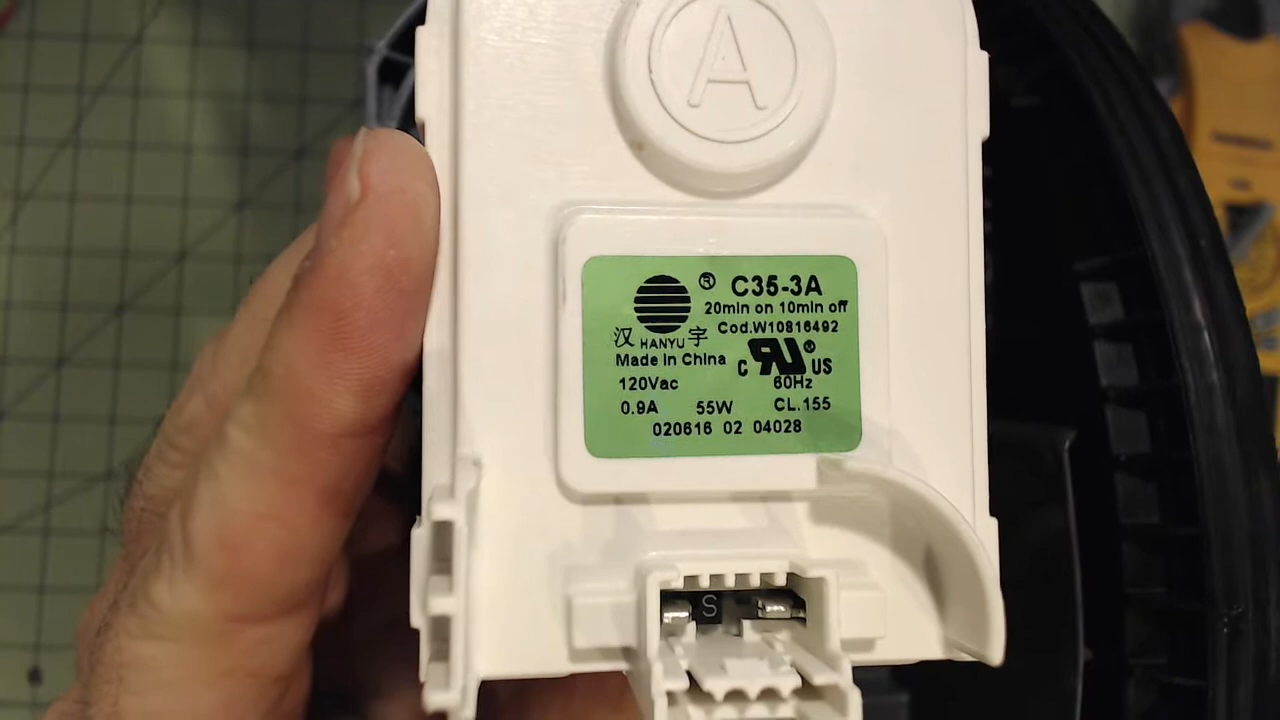 A
® C35-3A
20min on 10min off
Cod.W10816492
汉 HANYU 宇
Made in China
C RU® US
120Vac 60Hz
0.9A 55W CL.155
020616 02 04028
S